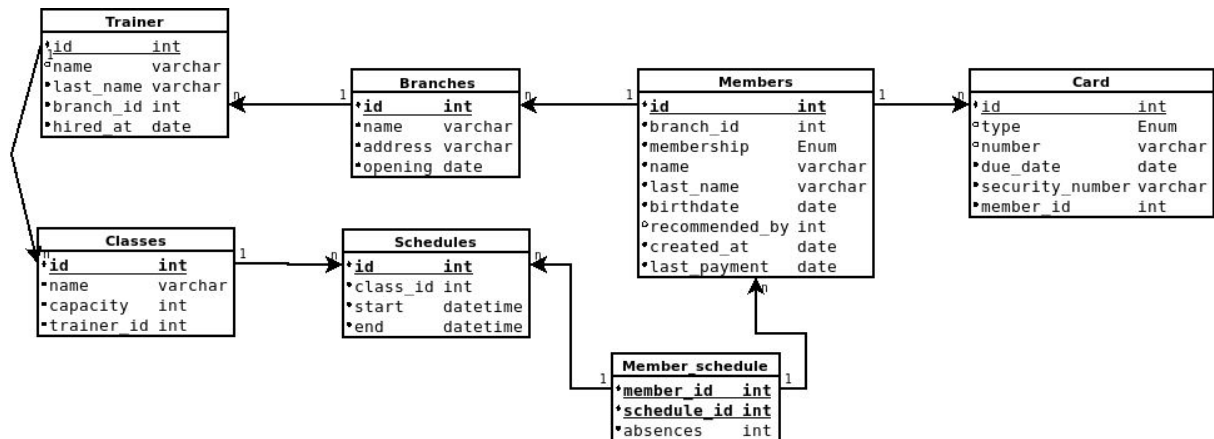 Trainer
id int
name varchar
last_name varchar
branch_id int
hired_at date
1
n
1
Branches
id int
name varchar
address varchar
opening date
n
1
Members
id int
branch_id int
membership Enum
name varchar
last_name varchar
birthdate date
recommended_by int
created_at date
last_payment date
1
n
Card
id int
type Enum
number varchar
due_date date
security_number varchar
member_id int
Classes
n
id int
name varchar
capacity int
trainer_id int
1
n
Schedules
id int
class_id int
start datetime
end datetime
n
n
1
Member_schedule
member_id int
schedule_id int
absences int
1